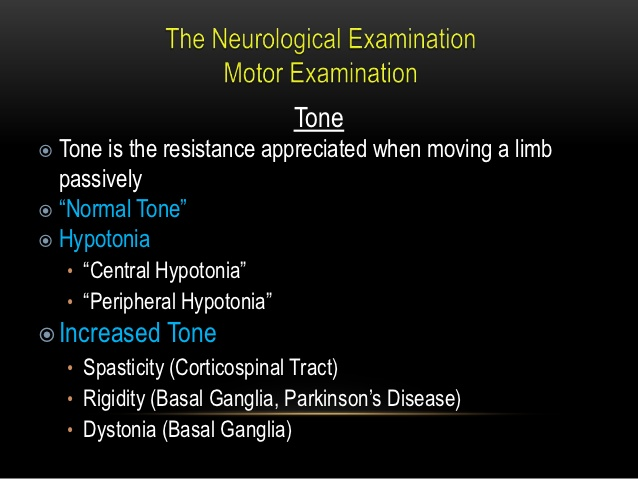 The Neurological Examination
Motor Examination
Tone
Tone is the resistance appreciated when moving a limb
passively
“Normal Tone”
Hypotonia
• “Central Hypotonia”
• “Peripheral Hypotonia”
Increased Tone
• Spasticity (Corticospinal Tract)
• Rigidity (Basal Ganglia, Parkinson’s Disease)
• Dystonia (Basal Ganglia)